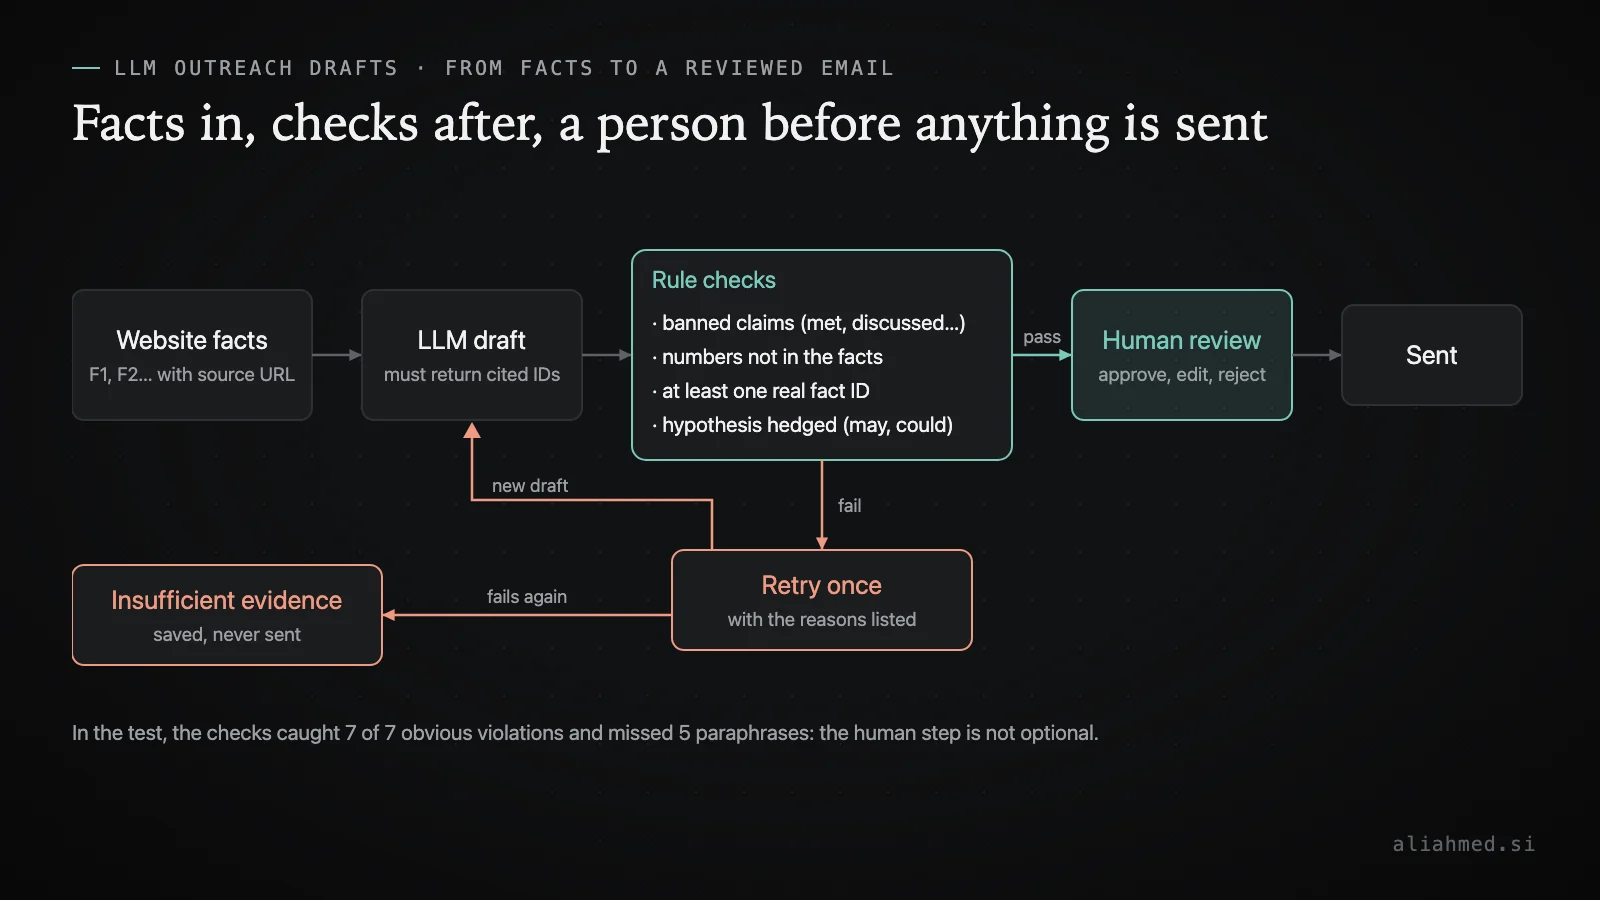 LLM OUTREACH DRAFTS · FROM FACTS TO A REVIEWED EMAIL
Facts in, checks after, a person before anything is sent
Website facts
F1, F2... with source URL
LLM draft
must return cited IDs
Rule checks
· banned claims (met, discussed...)
· numbers not in the facts
· at least one real fact ID
· hypothesis hedged (may, could)
pass
Human review
approve, edit, reject
Sent
new draft
fail
Retry once
with the reasons listed
fails again
Insufficient evidence
saved, never sent
In the test, the checks caught 7 of 7 obvious violations and missed 5 paraphrases: the human step is not optional.
aliahmed.si